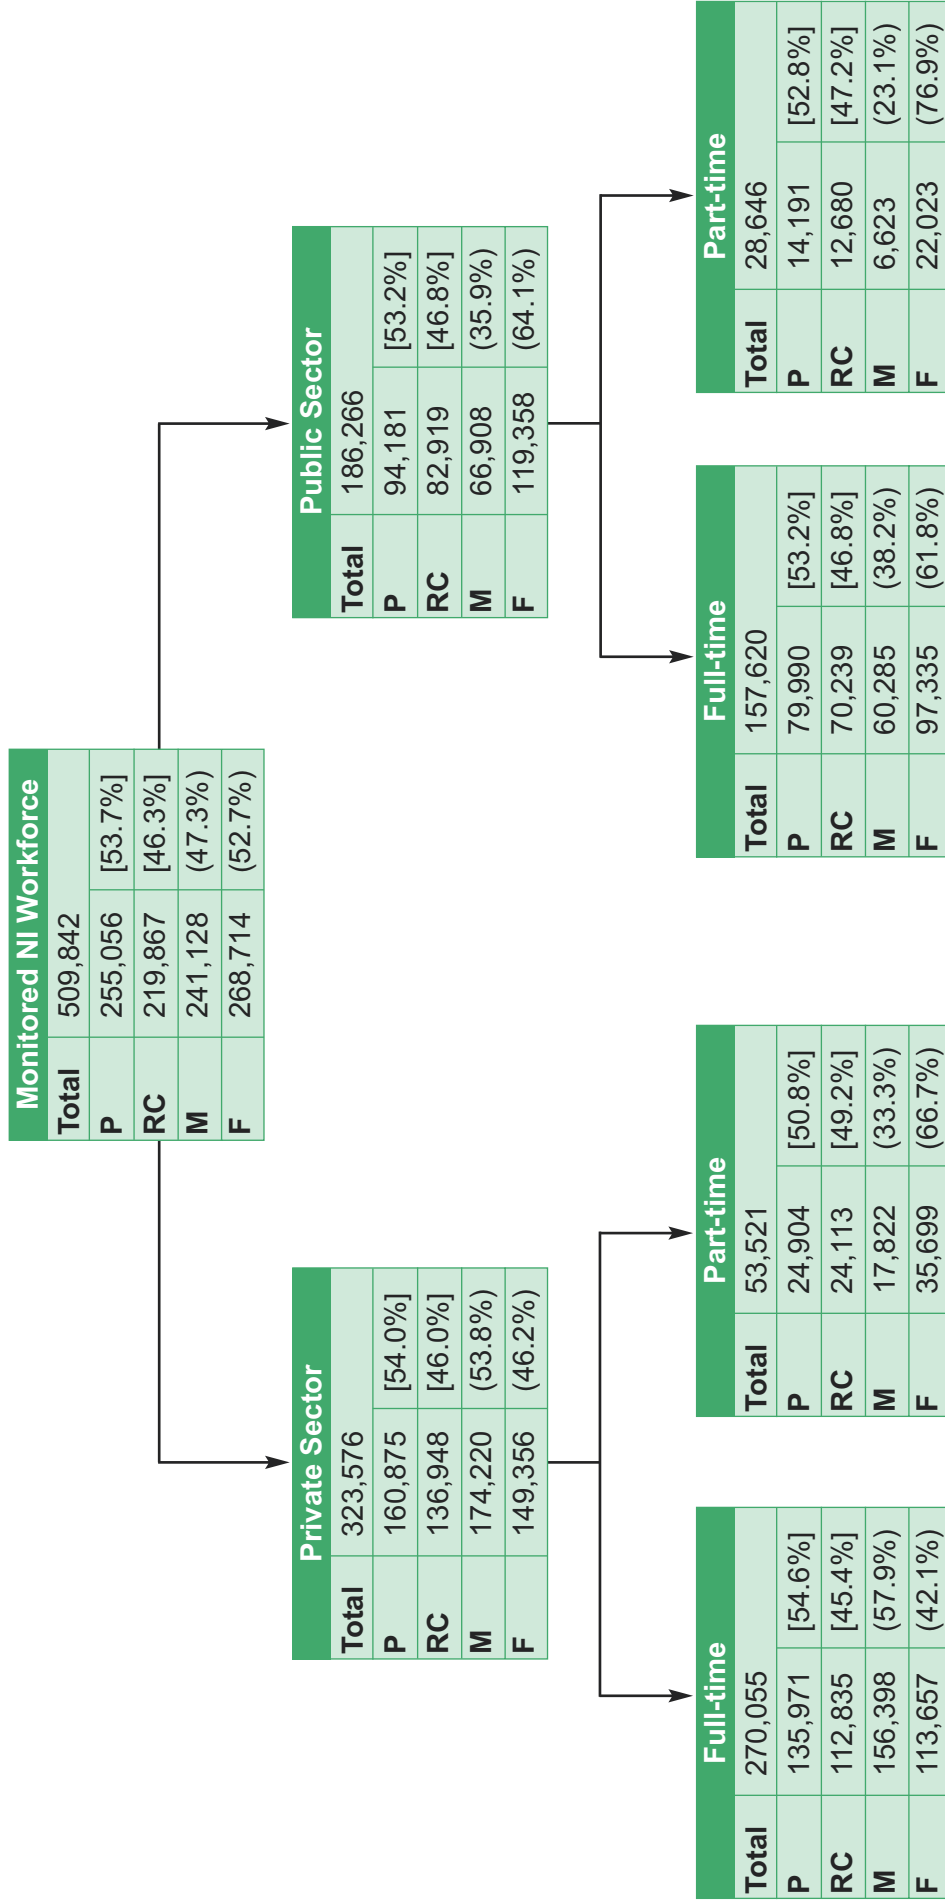 Monitored NI Workforce
Total 509,842
P 255,056 [53.7%]
RC 219,867 [46.3%]
M 241,128 (47.3%)
F 268,714 (52.7%)
Private Sector
Total 323,576
P 160,875 [54.0%]
RC 136,948 [46.0%]
M 174,220 (53.8%)
F 149,356 (46.2%)
Public Sector
Total 186,266
P 94,181 [53.2%]
RC 82,919 [46.8%]
M 66,908 (35.9%)
F 119,358 (64.1%)
Full-time
Total 270,055
P 135,971 [54.6%]
RC 112,835 [45.4%]
M 156,398 (57.9%)
F 113,657 (42.1%)
Part-time
Total 53,521
P 24,904 [50.8%]
RC 24,113 [49.2%]
M 17,822 (33.3%)
F 35,699 (66.7%)
Full-time
Total 157,620
P 79,990 [53.2%]
RC 70,239 [46.8%]
M 60,285 (38.2%)
F 97,335 (61.8%)
Part-time
Total 28,646
P 14,191 [52.8%]
RC 12,680 [47.2%]
M 6,623 (23.1%)
F 22,023 (76.9%)